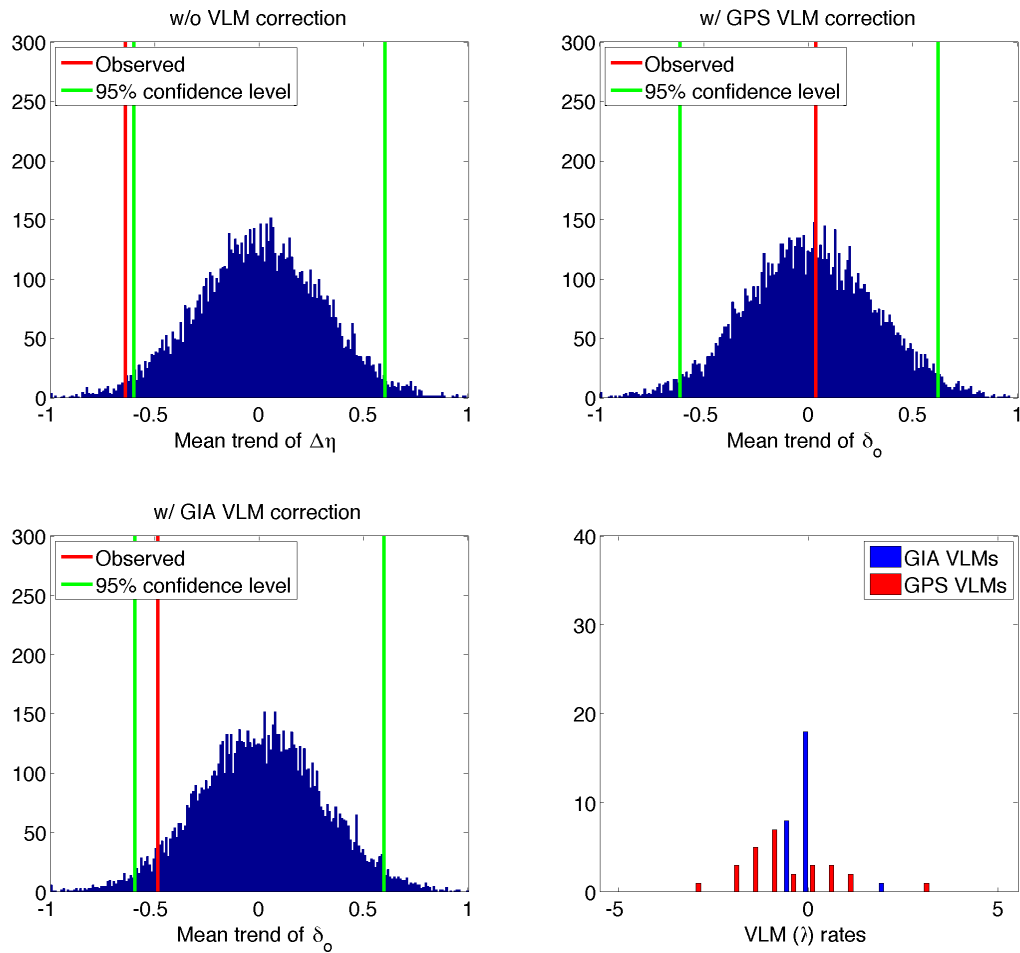 w/o VLM correction
300
250
200
150
100
50
0
-1
-0.5
0
0.5
1
Observed
95% confidence level
Mean trend of Δη
w/ GPS VLM correction
300
250
200
150
100
50
0
-1
-0.5
0
0.5
1
Observed
95% confidence level
Mean trend of δo
w/ GIA VLM correction
300
250
200
150
100
50
0
-1
-0.5
0
0.5
1
Observed
95% confidence level
Mean trend of δo
40
30
20
10
0
-5
0
5
GIA VLMs
GPS VLMs
VLM (λ) rates